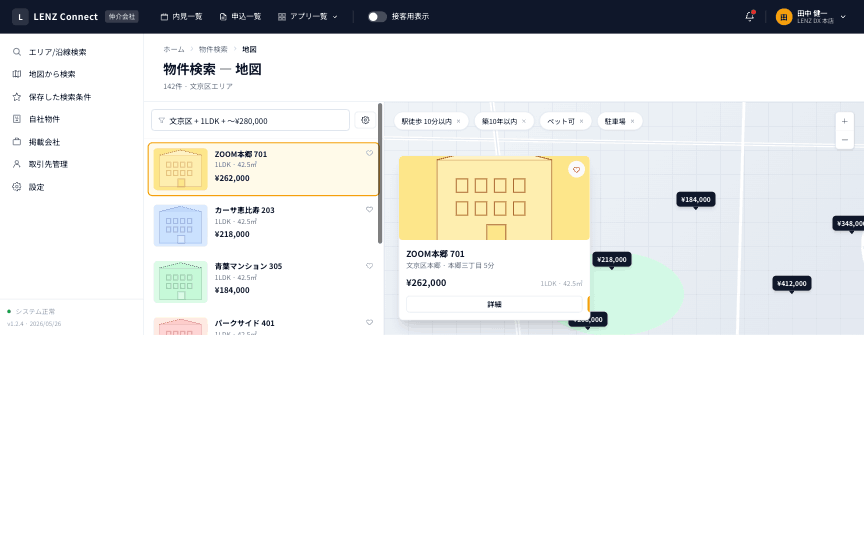 L LENZ Connect 仲介会社 内見一覧 申込一覧 アプリ一覧 接客用表示 田 田中 健一
LENZ DX 本店
エリア/沿線検索
地図から検索
保存した検索条件
自社物件
掲載会社
取引先管理
設定
システム正常
v1.2.4 · 2026/05/26
ホーム › 物件検索 › 地図
物件検索 — 地図
142件 · 文京区エリア
文京区 + 1LDK + 〜¥280,000
ZOOM本郷 701
1LDK · 42.5㎡
¥262,000
カーサ恵比寿 203
1LDK · 42.5㎡
¥218,000
青葉マンション 305
1LDK · 42.5㎡
¥184,000
パークサイド 401
駅徒歩 10分以内 × 築10年以内 × ペット可 × 駐車場 ×
+
−
ZOOM本郷 701
文京区本郷 · 本郷三丁目 5分
¥262,000 1LDK · 42.5㎡
詳細
¥184,000
¥348,000
¥218,000
¥412,000